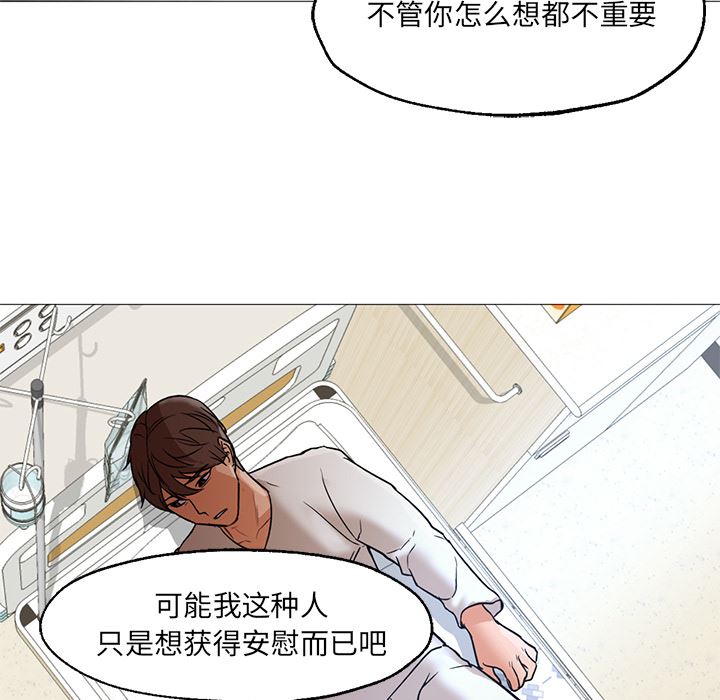 不管你怎么想都不重要
可能我这种人
只是想获得安慰而已吧